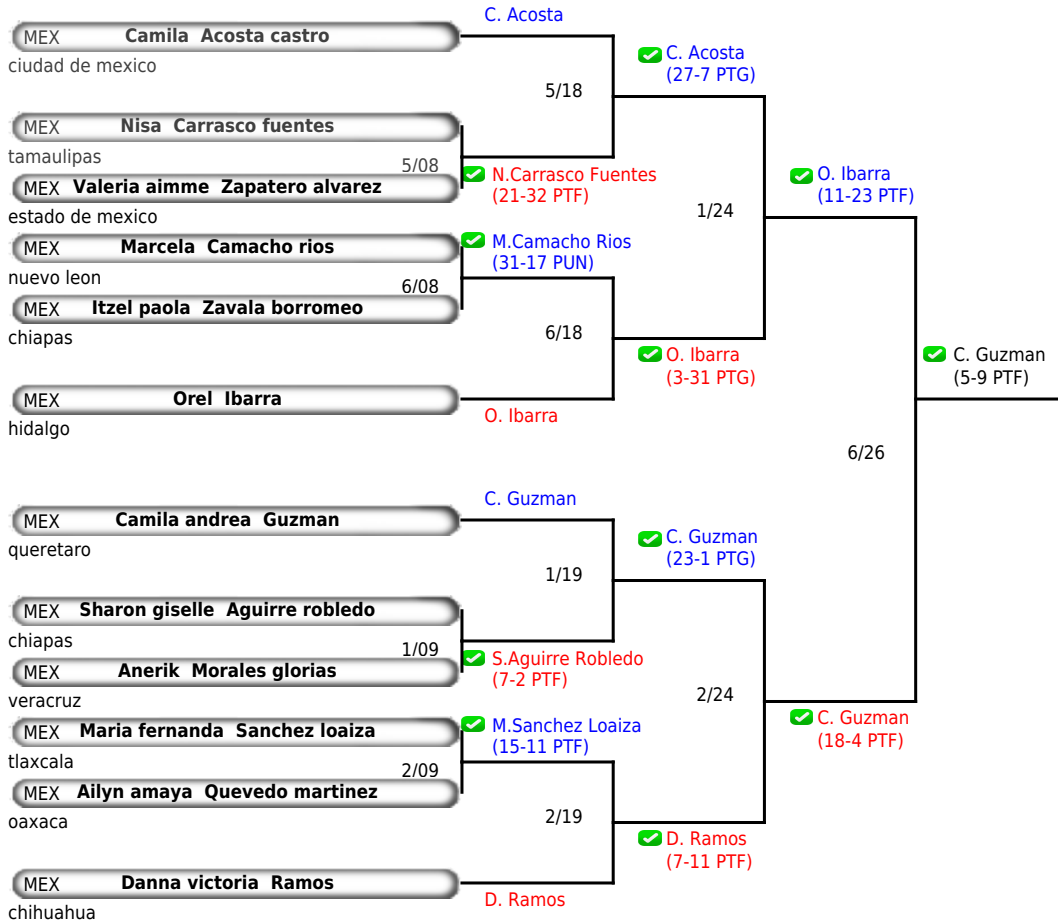 C. Acosta
MEX Camila Acosta castro
ciudad de mexico
C. Acosta
(27-7 PTG)
5/18
MEX Nisa Carrasco fuentes
tamaulipas
5/08
N.Carrasco Fuentes
(21-32 PTF)
MEX Valeria aimme Zapatero alvarez
estado de mexico
O. Ibarra
(11-23 PTF)
1/24
MEX Marcela Camacho rios
nuevo leon
M.Camacho Rios
(31-17 PUN)
6/08
MEX Itzel paola Zavala borromeo
chiapas
6/18
O. Ibarra
(3-31 PTG)
C. Guzman
(5-9 PTF)
MEX Orel Ibarra
hidalgo
O. Ibarra
6/26
C. Guzman
MEX Camila andrea Guzman
queretaro
C. Guzman
(23-1 PTG)
1/19
MEX Sharon giselle Aguirre robledo
chiapas
1/09
S.Aguirre Robledo
(7-2 PTF)
MEX Anerik Morales glorias
veracruz
2/24
C. Guzman
(18-4 PTF)
MEX Maria fernanda Sanchez loaiza
tlaxcala
M.Sanchez Loaiza
(15-11 PTF)
2/09
MEX Ailyn amaya Quevedo martinez
oaxaca
2/19
D. Ramos
(7-11 PTF)
MEX Danna victoria Ramos
chihuahua
D. Ramos